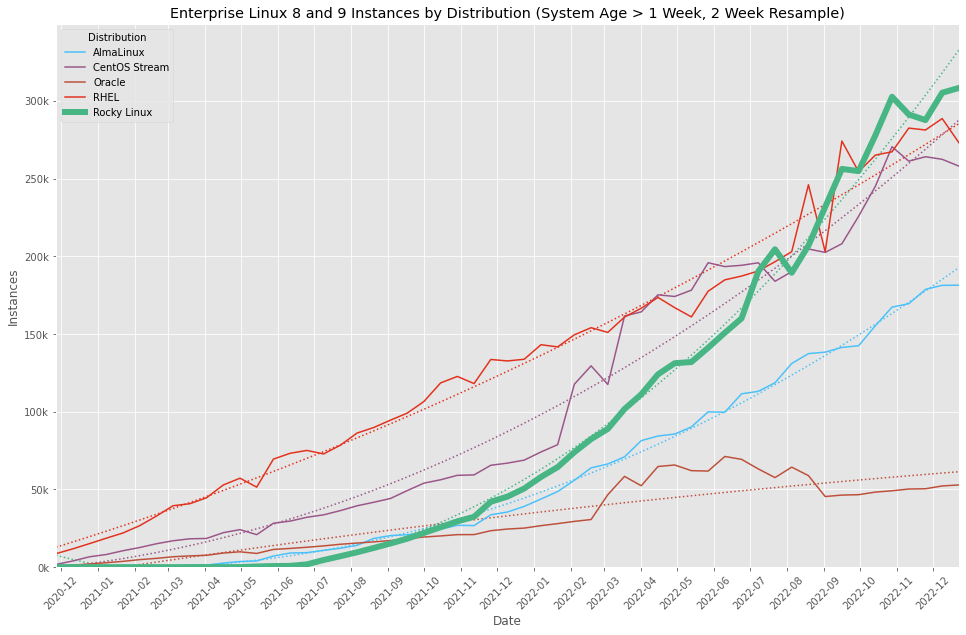 Enterprise Linux 8 and 9 Instances by Distribution (System Age > 1 Week, 2 Week Resample)
Distribution
AlmaLinux
CentOS Stream
Oracle
RHEL
Rocky Linux
300k
250k
200k
150k
100k
50k
0k
Instances
2020-12
2021-01
2021-02
2021-03
2021-04
2021-05
2021-06
2021-07
2021-08
2021-09
2021-10
2021-11
2021-12
2022-01
2022-02
2022-03
2022-04
2022-05
2022-06
2022-07
2022-08
2022-09
2022-10
2022-11
2022-12
Date